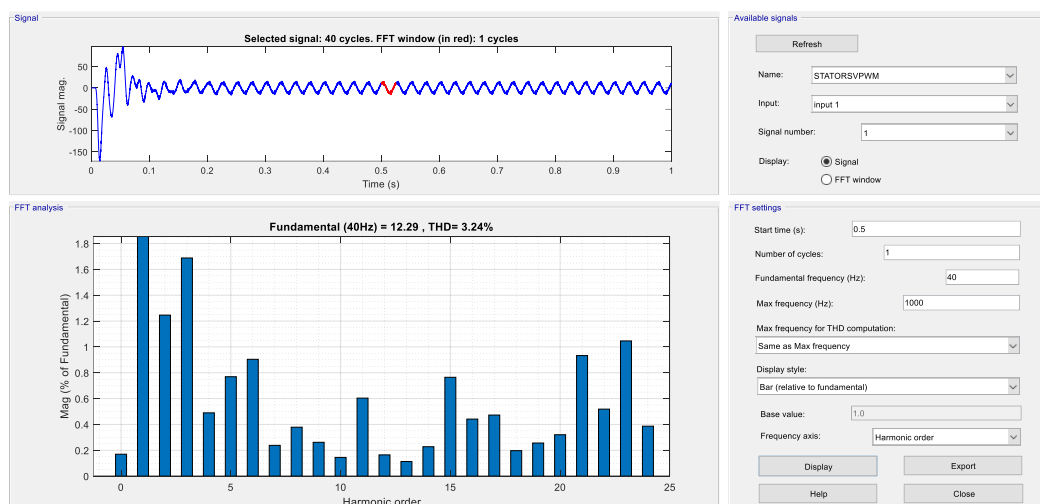 Signal
Selected signal: 40 cycles. FFT window (in red): 1 cycles
50
0
-50
-100
-150
Signal mag.
0 0.1 0.2 0.3 0.4 0.5 0.6 0.7 0.8 0.9 1
Time (s)
Available signals
Refresh
Name: STATORSVPWM
Input: input 1
Signal number: 1
Display: Signal
FFT window
FFT analysis
Fundamental (40Hz) = 12.29 , THD= 3.24%
1.8
1.6
1.4
1.2
1
0.8
0.6
0.4
0.2
0
Mag (% of Fundamental)
0 5 10 15 20 25
Harmonic order
FFT settings
Start time (s): 0.5
Number of cycles: 1
Fundamental frequency (Hz): 40
Max frequency (Hz): 1000
Max frequency for THD computation:
Same as Max frequency
Display style:
Bar (relative to fundamental)
Base value: 1.0
Frequency axis: Harmonic order
Display Export
Help Close